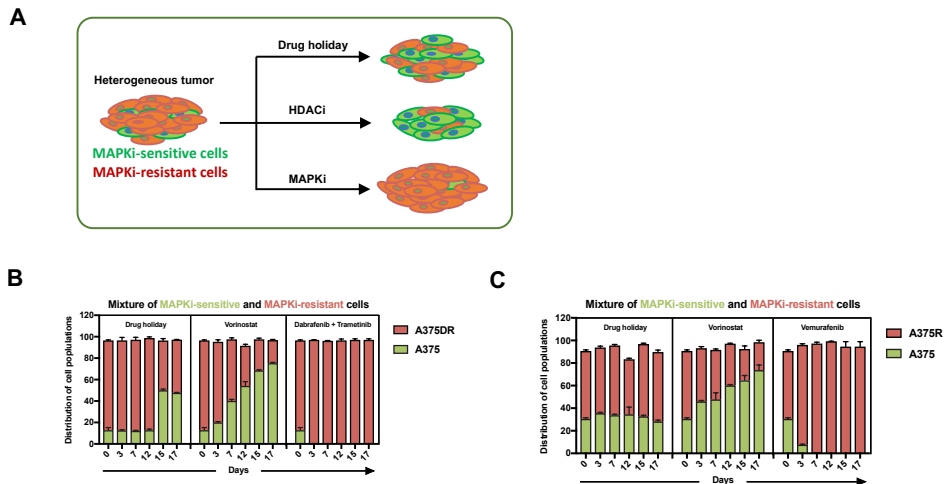 A
Drug holiday
Heterogeneous tumor
HDACi
MAPKi-sensitive cells
MAPKi-resistant cells
MAPKi
B
Mixture of MAPKi-sensitive and MAPKi-resistant cells
Drug holiday Vorinostat Dabrafenib + Trametinib
Distribution of cell poplulations
120
100
80
60
40
20
0
0 3 7 12 15 17 0 3 7 12 15 17 0 3 7 12 15 17
Days
A375DR
A375
C
Mixture of MAPKi-sensitive and MAPKi-resistant cells
Drug holiday Vorinostat Vemurafenib
Distribution of cell poplulations
120
100
80
60
40
20
0
0 3 7 12 15 17 0 3 7 12 15 17 0 3 7 12 15 17
Days
A375R
A375